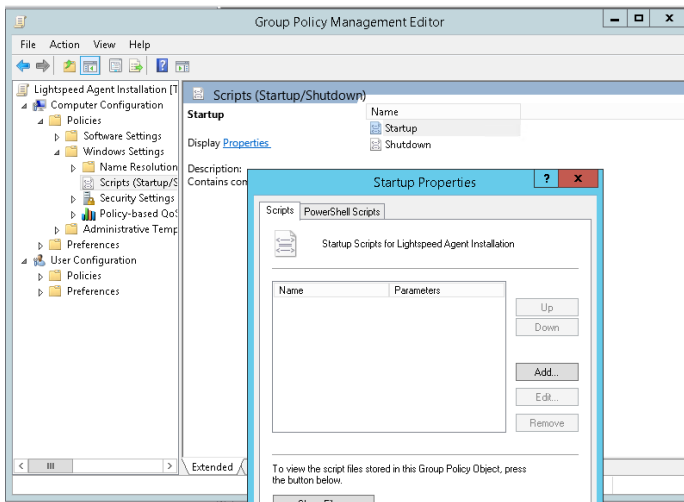 Group Policy Management Editor
File Action View Help
Lightspeed Agent Installation [T
Computer Configuration
Policies
Software Settings
Windows Settings
Name Resolution
Scripts (Startup/S
Security Settings
Policy-based QoS
Administrative Temp
Preferences
User Configuration
Policies
Preferences
Scripts (Startup/Shutdown)
Startup
Display Properties
Description:
Contains com
Name
Startup
Shutdown
Startup Properties
Scripts PowerShell Scripts
Startup Scripts for Lightspeed Agent Installation
Name Parameters
Up
Down
Add...
Edit...
Remove
To view the script files stored in this Group Policy Object, press
the button below.
Extended